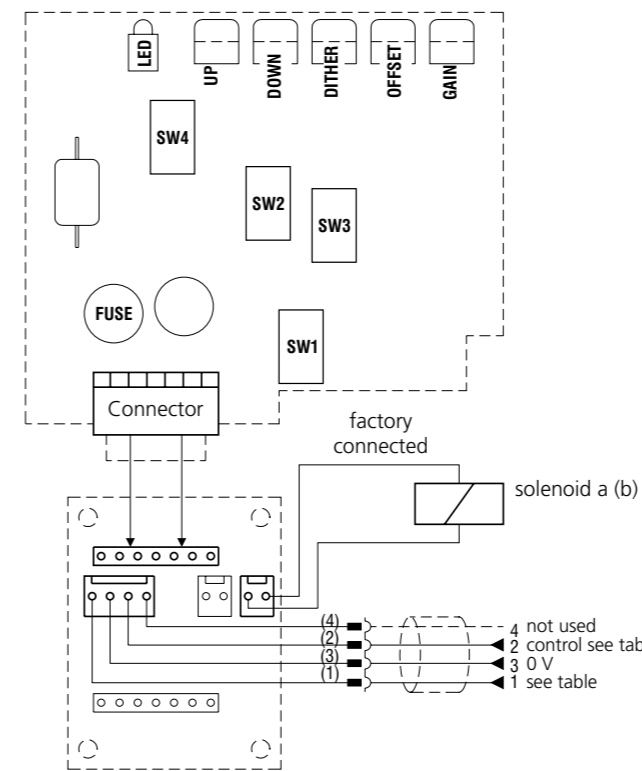 LED
UP
DOWN
DITHER
OFFSET
GAIN
SW4
SW2
SW3
FUSE
SW1
Connector
factory
connected
solenoid a (b)
(4) 4 not used
(2) 2 control see tab
(3) 3 0 V
(1) 1 see table